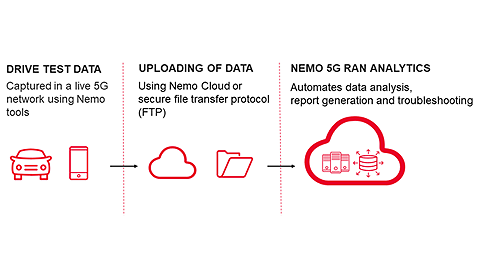 DRIVE TEST DATA
Captured in a live 5G
network using Nemo
tools
UPLOADING OF DATA
Using Nemo Cloud or
secure file transfer protocol
(FTP)
NEMO 5G RAN ANALYTICS
Automates data analysis,
report generation and troubleshooting